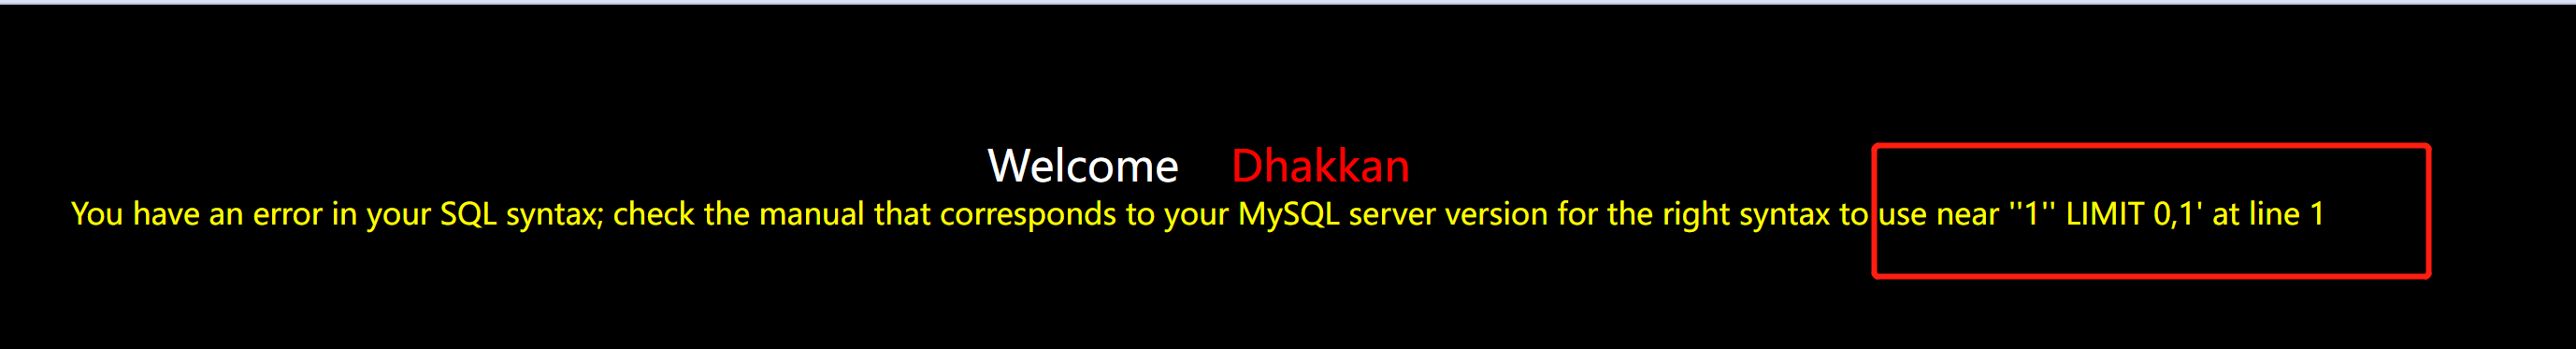 Welcome Dhakkan
You have an error in your SQL syntax; check the manual that corresponds to your MySQL server version for the right syntax to use near ''1'' LIMIT 0,1' at line 1